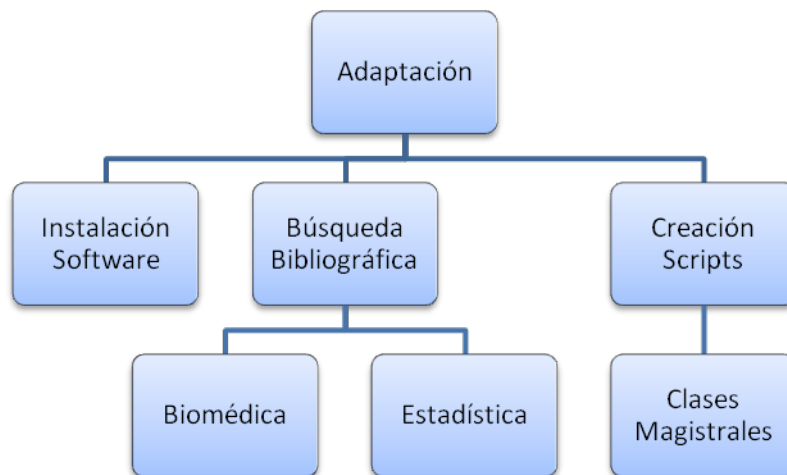 Adaptación
Instalación
Software
Búsqueda
Bibliográfica
Creación
Scripts
Biomédica
Estadística
Clases
Magistrales